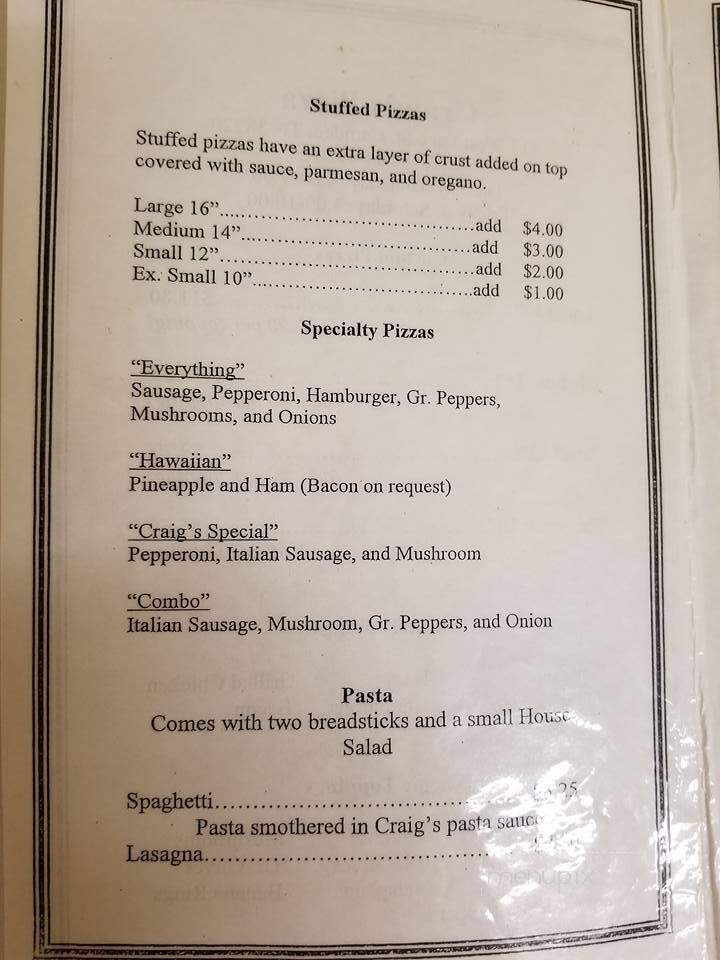 Stuffed Pizzas
Stuffed pizzas have an extra layer of crust added on top
covered with sauce, parmesan, and oregano.
Large 16”..........................................add $4.00
Medium 14”......................................add $3.00
Small 12”..........................................add $2.00
Ex. Small 10”....................................add $1.00
Specialty Pizzas
“Everything”
Sausage, Pepperoni, Hamburger, Gr. Peppers,
Mushrooms, and Onions
“Hawaiian”
Pineapple and Ham (Bacon on request)
“Craig’s Special”
Pepperoni, Italian Sausage, and Mushroom
“Combo”
Italian Sausage, Mushroom, Gr. Peppers, and Onion
Pasta
Comes with two breadsticks and a small House
Salad
Spaghetti........................................
Pasta smothered in Craig’s pasta sauce
Lasagna..........................................
menupix